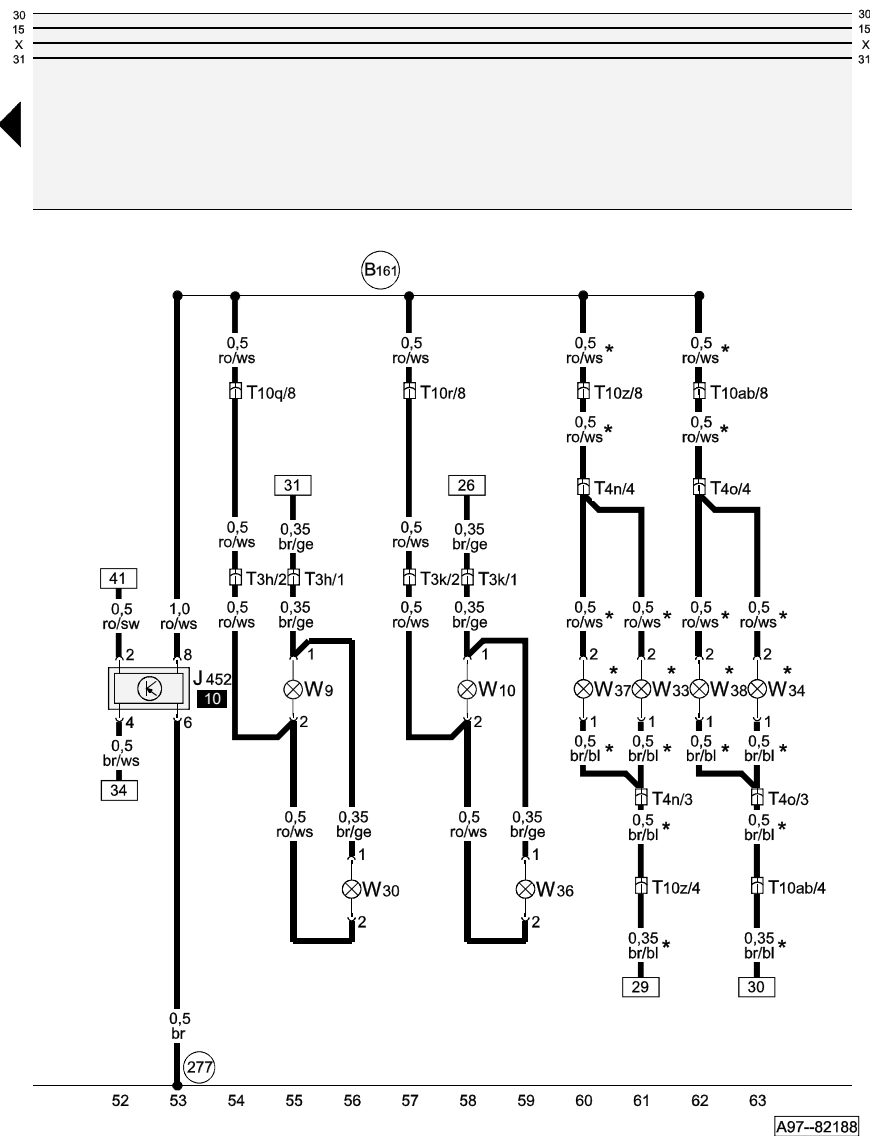 30 30
15 15
X X
31 31
B161
0,5 0,5 0,5 0,5
ro/ws ro/ws ro/ws* ro/ws*
T10q/8 T10r/8 T10z/8 T10ab/8
0,5 0,5
ro/ws* ro/ws*
31 26 T4n/4 T4o/4
0,5 0,35 0,5 0,35
ro/ws br/ge ro/ws br/ge
41 T3h/2 T3h/1 T3k/2 T3k/1
0,5 1,0 0,5 0,35 0,5 0,35 0,5 0,5 0,5 0,5
ro/sw ro/ws ro/ws br/ge ro/ws br/ge ro/ws* ro/ws* ro/ws* ro/ws*
2 8 1 1 2 2 2 2
J 452 W9 W10 W37* W33* W38* W34*
10
4 6 2 2 1 1 1 1
0,5 0,5 0,5 0,5 0,5
br/ws br/bl* br/bl* br/bl* br/bl*
34 T4n/3 T4o/3
0,5 0,35 0,5 0,35 0,5 0,5
ro/ws br/ge ro/ws br/ge br/bl* br/bl*
1 1
W30 W36 T10z/4 T10ab/4
2 2
0,35 0,35
br/bl* br/bl*
29 30
0,5
br
277
52 53 54 55 56 57 58 59 60 61 62 63
A97--82188